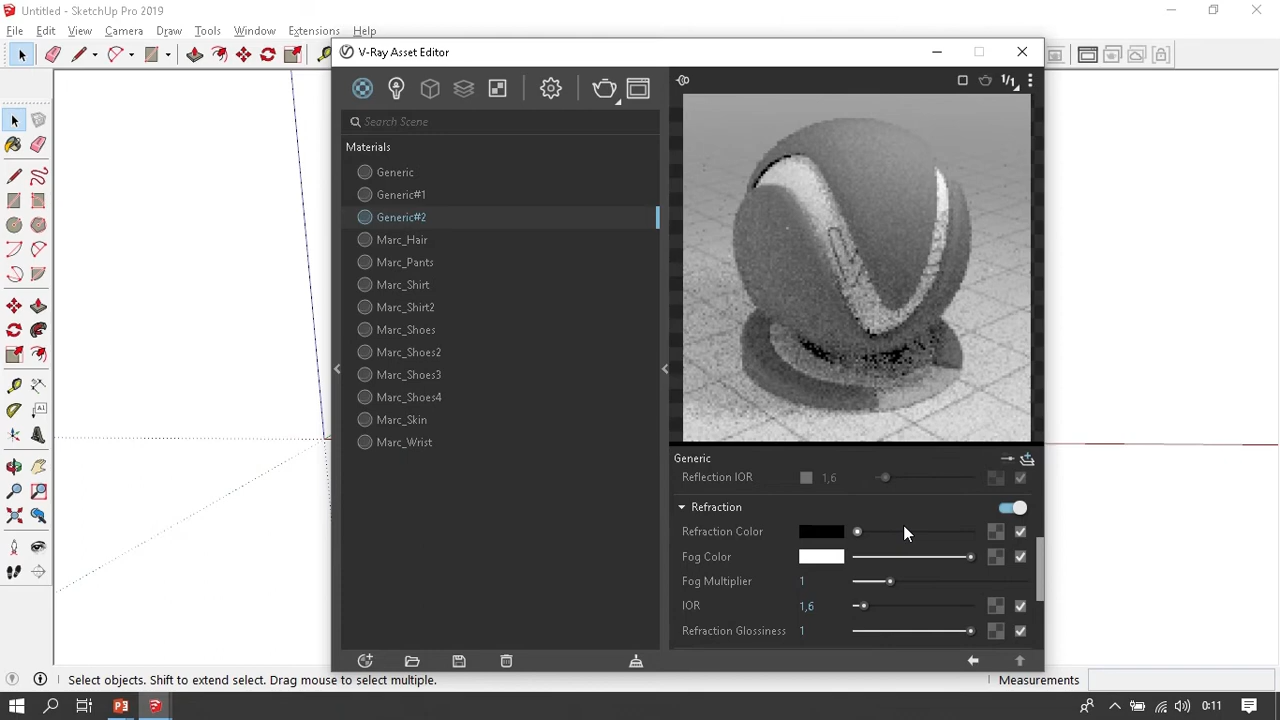 Untitled - SketchUp Pro 2019
File Edit View Camera Draw Tools Window Extensions Help
V-Ray Asset Editor
1/1
Search Scene
Materials
Generic
Generic#1
Generic#2
Marc_Hair
Marc_Pants
Marc_Shirt
Marc_Shirt2
Marc_Shoes
Marc_Shoes2
Marc_Shoes3
Marc_Shoes4
Marc_Skin
Marc_Wrist
Generic
Reflection IOR 1,6
Refraction
Refraction Color
Fog Color
Fog Multiplier 1
IOR 1,6
Refraction Glossiness 1
Select objects. Shift to extend select. Drag mouse to select multiple.
Measurements
0:11